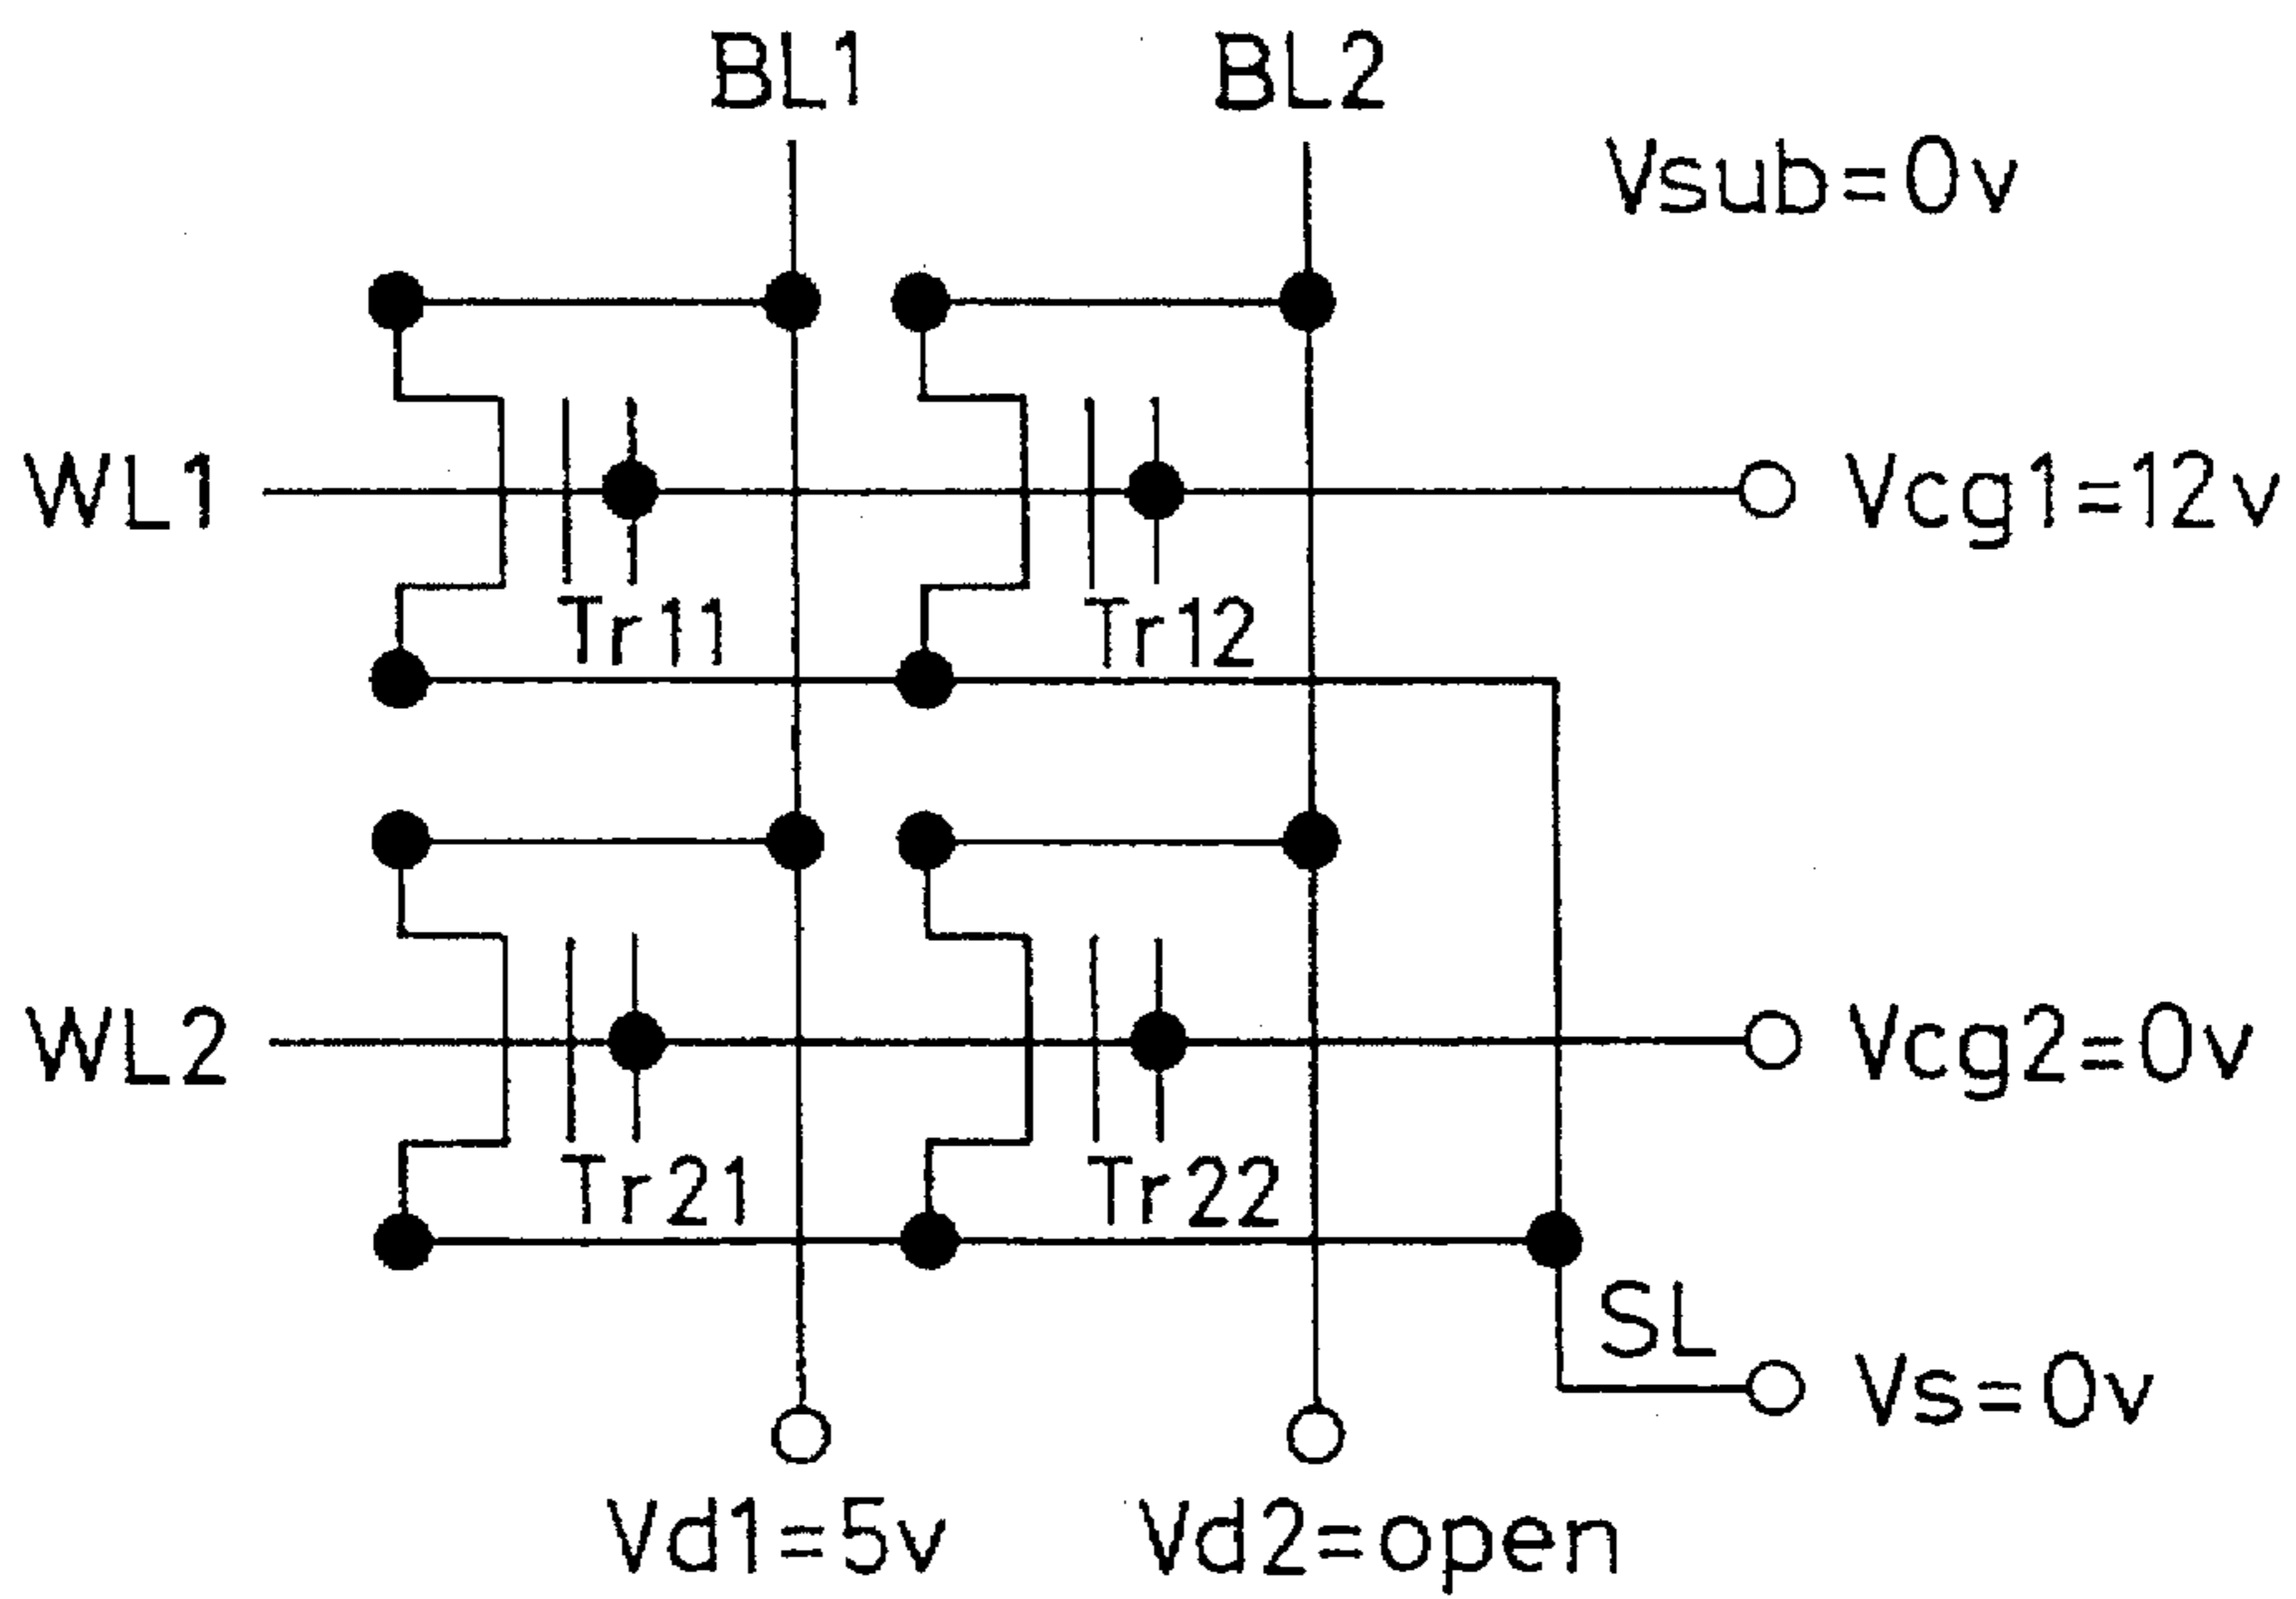 BL1
BL2
Vsub=0v
WL1
Vcg1=12v
Tr11
Tr12
WL2
Vcg2=0v
Tr21
Tr22
SL
Vs=0v
Vd1=5v
Vd2=open